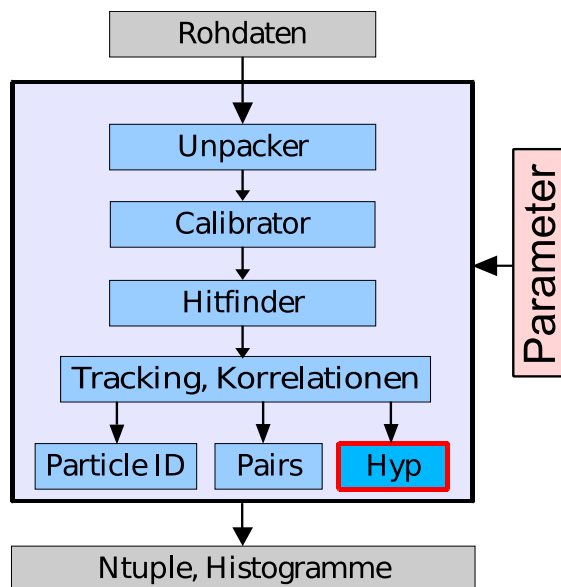 Rohdaten
Unpacker
Calibrator
Hitfinder
Tracking, Korrelationen
Particle ID
Pairs
Hyp
Parameter
Ntuple, Histogramme